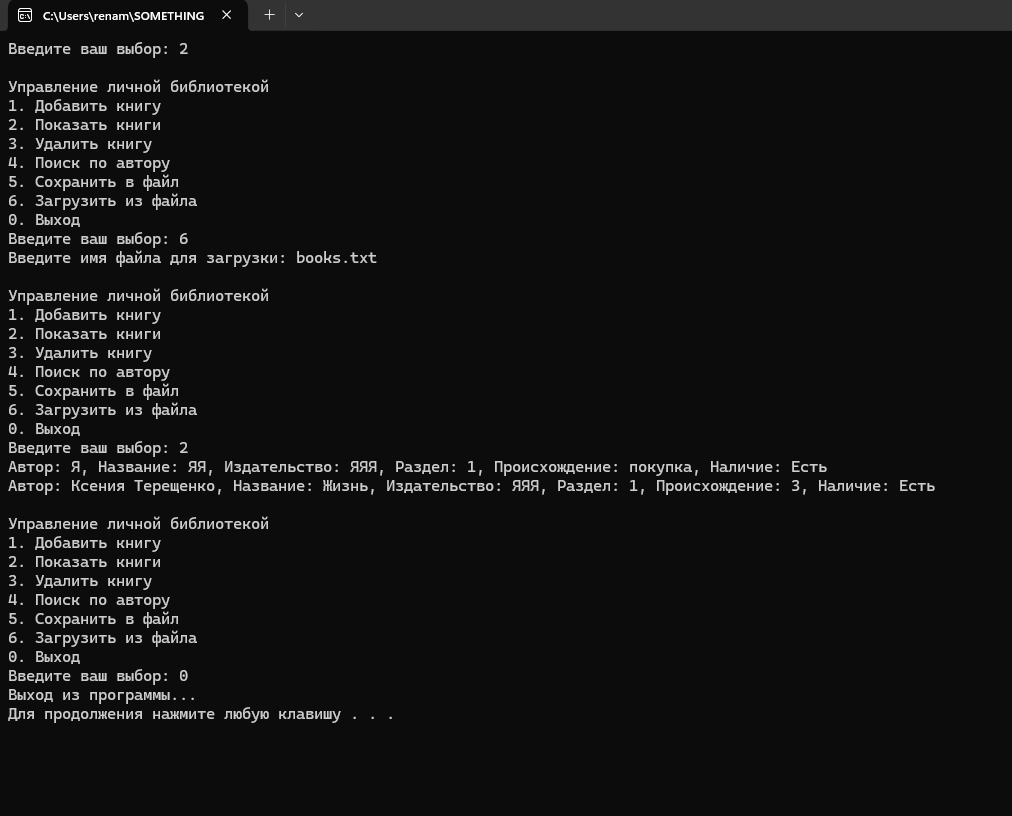 C:\Users\renam\SOMETHING
Введите ваш выбор: 2
Управление личной библиотекой
1. Добавить книгу
2. Показать книги
3. Удалить книгу
4. Поиск по автору
5. Сохранить в файл
6. Загрузить из файла
0. Выход
Введите ваш выбор: 6
Введите имя файла для загрузки: books.txt
Управление личной библиотекой
1. Добавить книгу
2. Показать книги
3. Удалить книгу
4. Поиск по автору
5. Сохранить в файл
6. Загрузить из файла
0. Выход
Введите ваш выбор: 2
Автор: Я, Название: ЯЯ, Издательство: ЯЯЯ, Раздел: 1, Происхождение: покупка, Наличие: Есть
Автор: Ксения Терещенко, Название: Жизнь, Издательство: ЯЯЯ, Раздел: 1, Происхождение: 3, Наличие: Есть
Управление личной библиотекой
1. Добавить книгу
2. Показать книги
3. Удалить книгу
4. Поиск по автору
5. Сохранить в файл
6. Загрузить из файла
0. Выход
Введите ваш выбор: 0
Выход из программы...
Для продолжения нажмите любую клавишу . . .